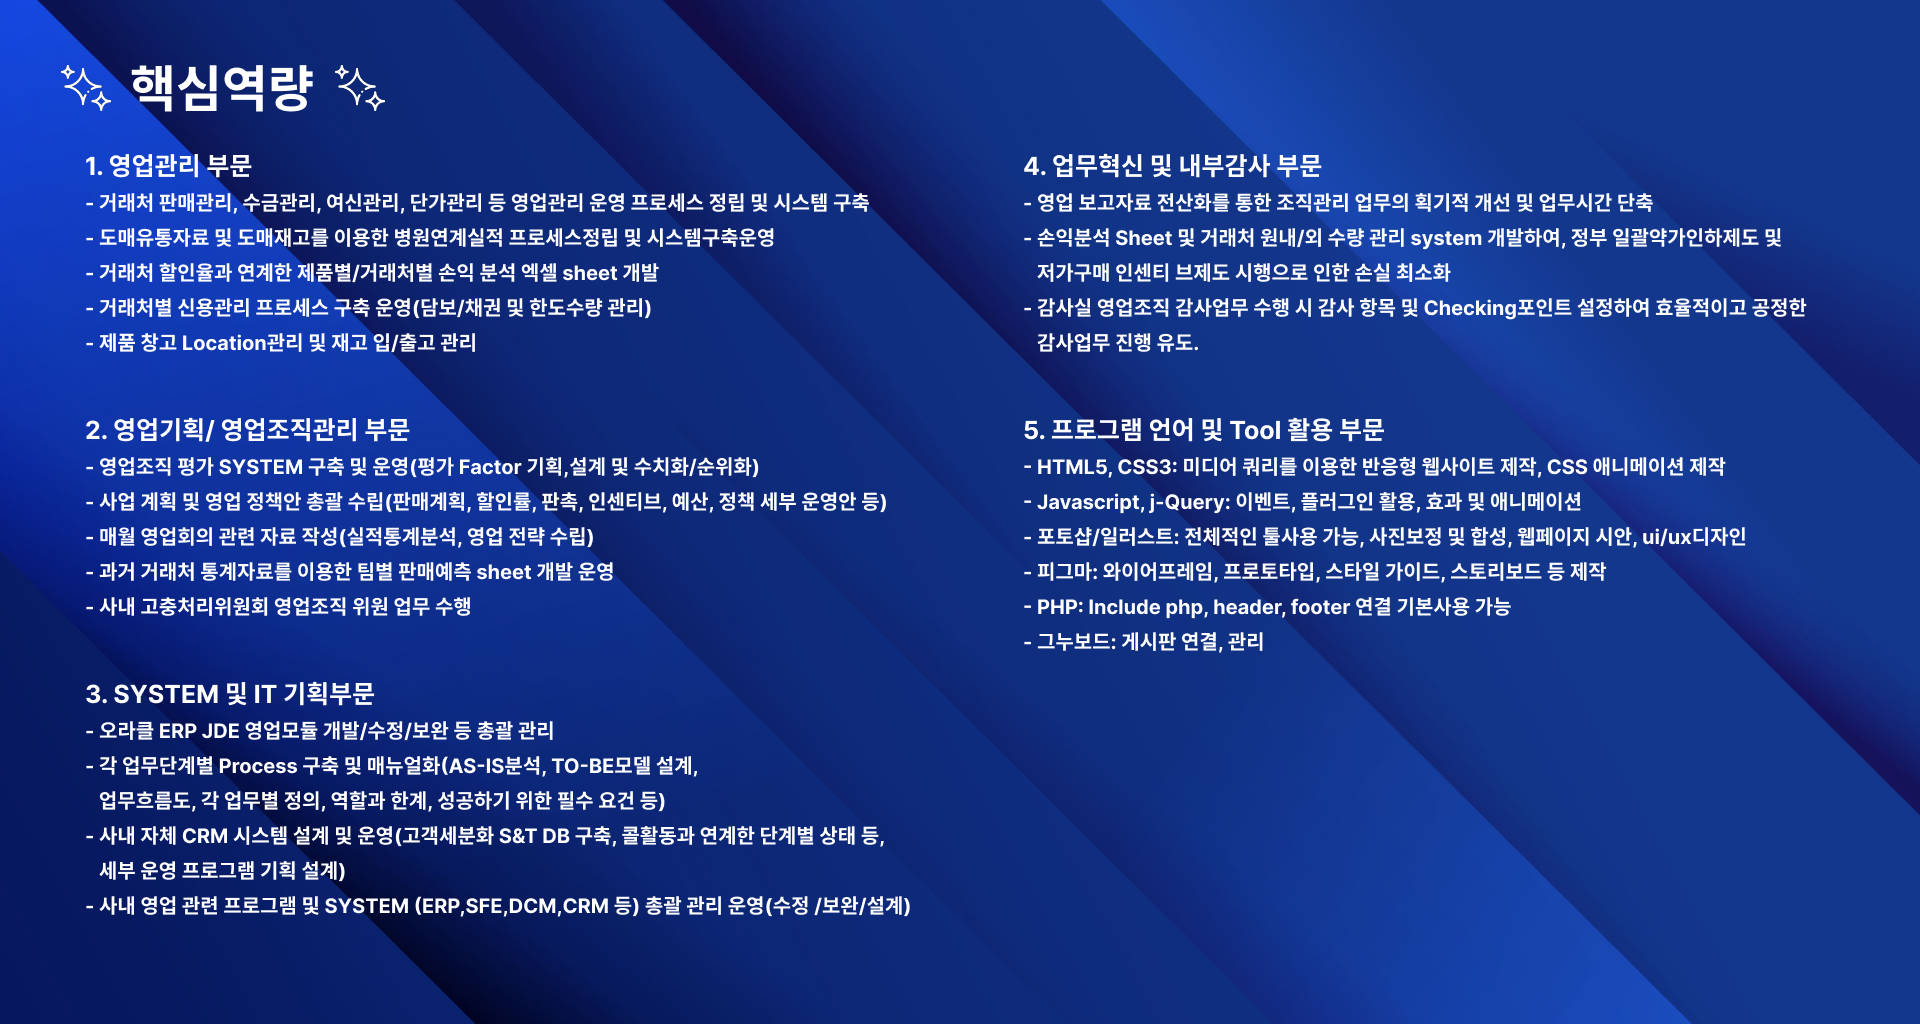 핵심역량
1. 영업관리 부문
- 거래처 판매관리, 수금관리, 여신관리, 단가관리 등 영업관리 운영 프로세스 정립 및 시스템 구축
- 도매유통자료 및 도매재고를 이용한 병원연계실적 프로세스정립 및 시스템구축운영
- 거래처 할인율과 연계한 제품별/거래처별 손익 분석 엑셀 sheet 개발
- 거래처별 신용관리 프로세스 구축 운영(담보/채권 및 한도수량 관리)
- 제품 창고 Location관리 및 재고 입/출고 관리
2. 영업기획/ 영업조직관리 부문
- 영업조직 평가 SYSTEM 구축 및 운영(평가 Factor 기획,설계 및 수치화/순위화)
- 사업 계획 및 영업 정책안 총괄 수립(판매계획, 할인률, 판촉, 인센티브, 예산, 정책 세부 운영안 등)
- 매월 영업회의 관련 자료 작성(실적통계분석, 영업 전략 수립)
- 과거 거래처 통계자료를 이용한 팀별 판매예측 sheet 개발 운영
- 사내 고충처리위원회 영업조직 위원 업무 수행
3. SYSTEM 및 IT 기획부문
- 오라클 ERP JDE 영업모듈 개발/수정/보완 등 총괄 관리
- 각 업무단계별 Process 구축 및 매뉴얼화(AS-IS분석, TO-BE모델 설계,
업무흐름도, 각 업무별 정의, 역할과 한계, 성공하기 위한 필수 요건 등)
- 사내 자체 CRM 시스템 설계 및 운영(고객세분화 S&T DB 구축, 콜활동과 연계한 단계별 상태 등,
세부 운영 프로그램 기획 설계)
- 사내 영업 관련 프로그램 및 SYSTEM (ERP,SFE,DCM,CRM 등) 총괄 관리 운영(수정 /보완/설계)
4. 업무혁신 및 내부감사 부문
- 영업 보고자료 전산화를 통한 조직관리 업무의 획기적 개선 및 업무시간 단축
- 손익분석 Sheet 및 거래처 원내/외 수량 관리 system 개발하여, 정부 일괄약가인하제도 및
저가구매 인센티 브제도 시행으로 인한 손실 최소화
- 감사실 영업조직 감사업무 수행 시 감사 항목 및 Checking포인트 설정하여 효율적이고 공정한
감사업무 진행 유도.
5. 프로그램 언어 및 Tool 활용 부문
- HTML5, CSS3: 미디어 쿼리를 이용한 반응형 웹사이트 제작, CSS 애니메이션 제작
- Javascript, j-Query: 이벤트, 플러그인 활용, 효과 및 애니메이션
- 포토샵/일러스트: 전체적인 툴사용 가능, 사진보정 및 합성, 웹페이지 시안, ui/ux디자인
- 피그마: 와이어프레임, 프로토타입, 스타일 가이드, 스토리보드 등 제작
- PHP: Include php, header, footer 연결 기본사용 가능
- 그누보드: 게시판 연결, 관리